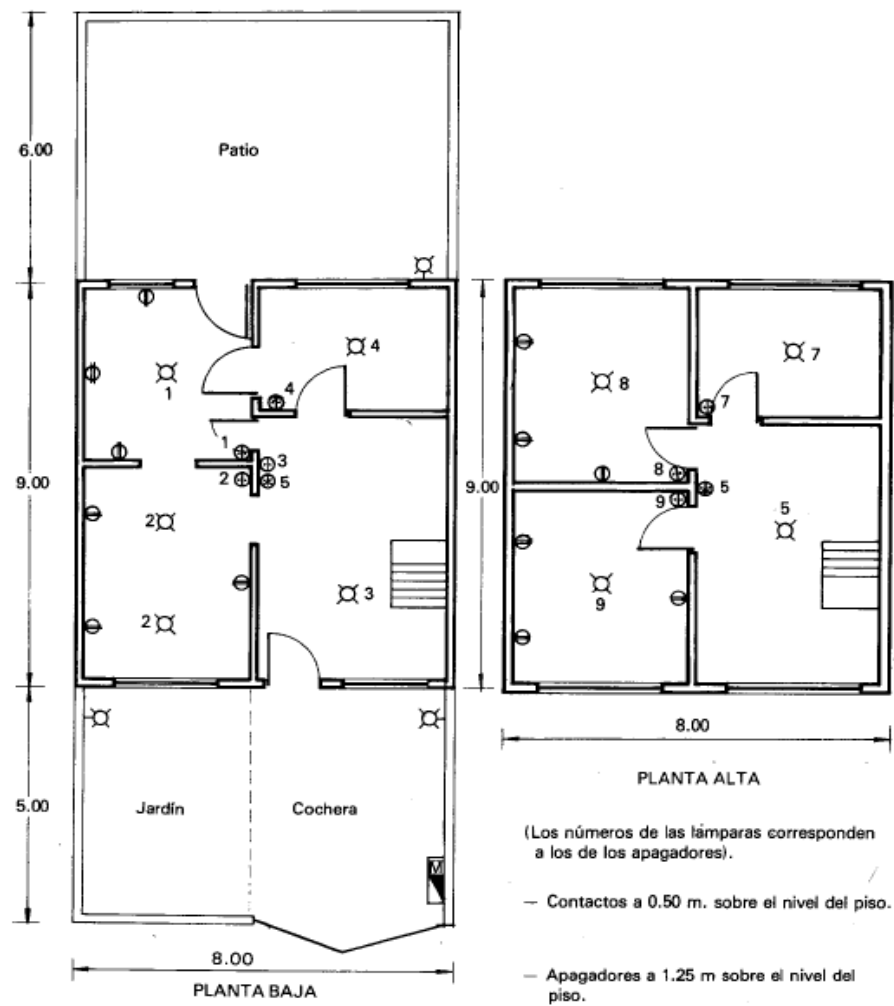 6.00
Patio
4
7
8
1
4
7
1
3
8
5
2
5
9
5
9.00
9.00
2
3
2
9
8.00
PLANTA ALTA
5.00
Jardín
Cochera
(Los números de las lámparas corresponden
a los de los apagadores).
M
— Contactos a 0.50 m. sobre el nivel del piso.
8.00
PLANTA BAJA
— Apagadores a 1.25 m sobre el nivel del
piso.